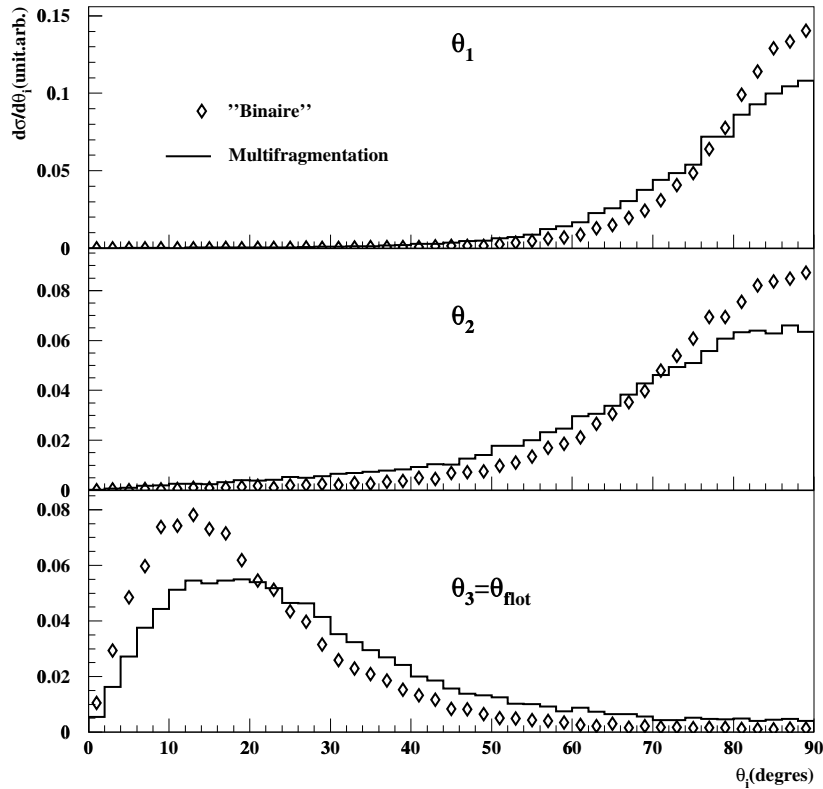 dσ/dθi(unit.arb.)
0.15
0.1
0.05
0
θ1
"Binaire"
Multifragmentation
0.08
0.06
0.04
0.02
0
θ2
0.08
0.06
0.04
0.02
0
θ3=θflot
0 10 20 30 40 50 60 70 80 90
θi(degres)